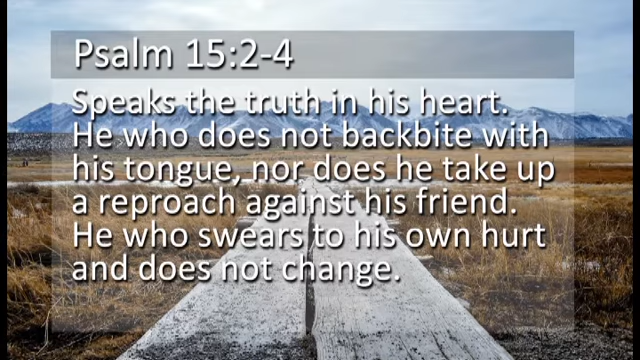 Psalm 15:2-4
Speaks the truth in his heart.
He who does not backbite with
his tongue, nor does he take up
a reproach against his friend.
He who swears to his own hurt
and does not change.